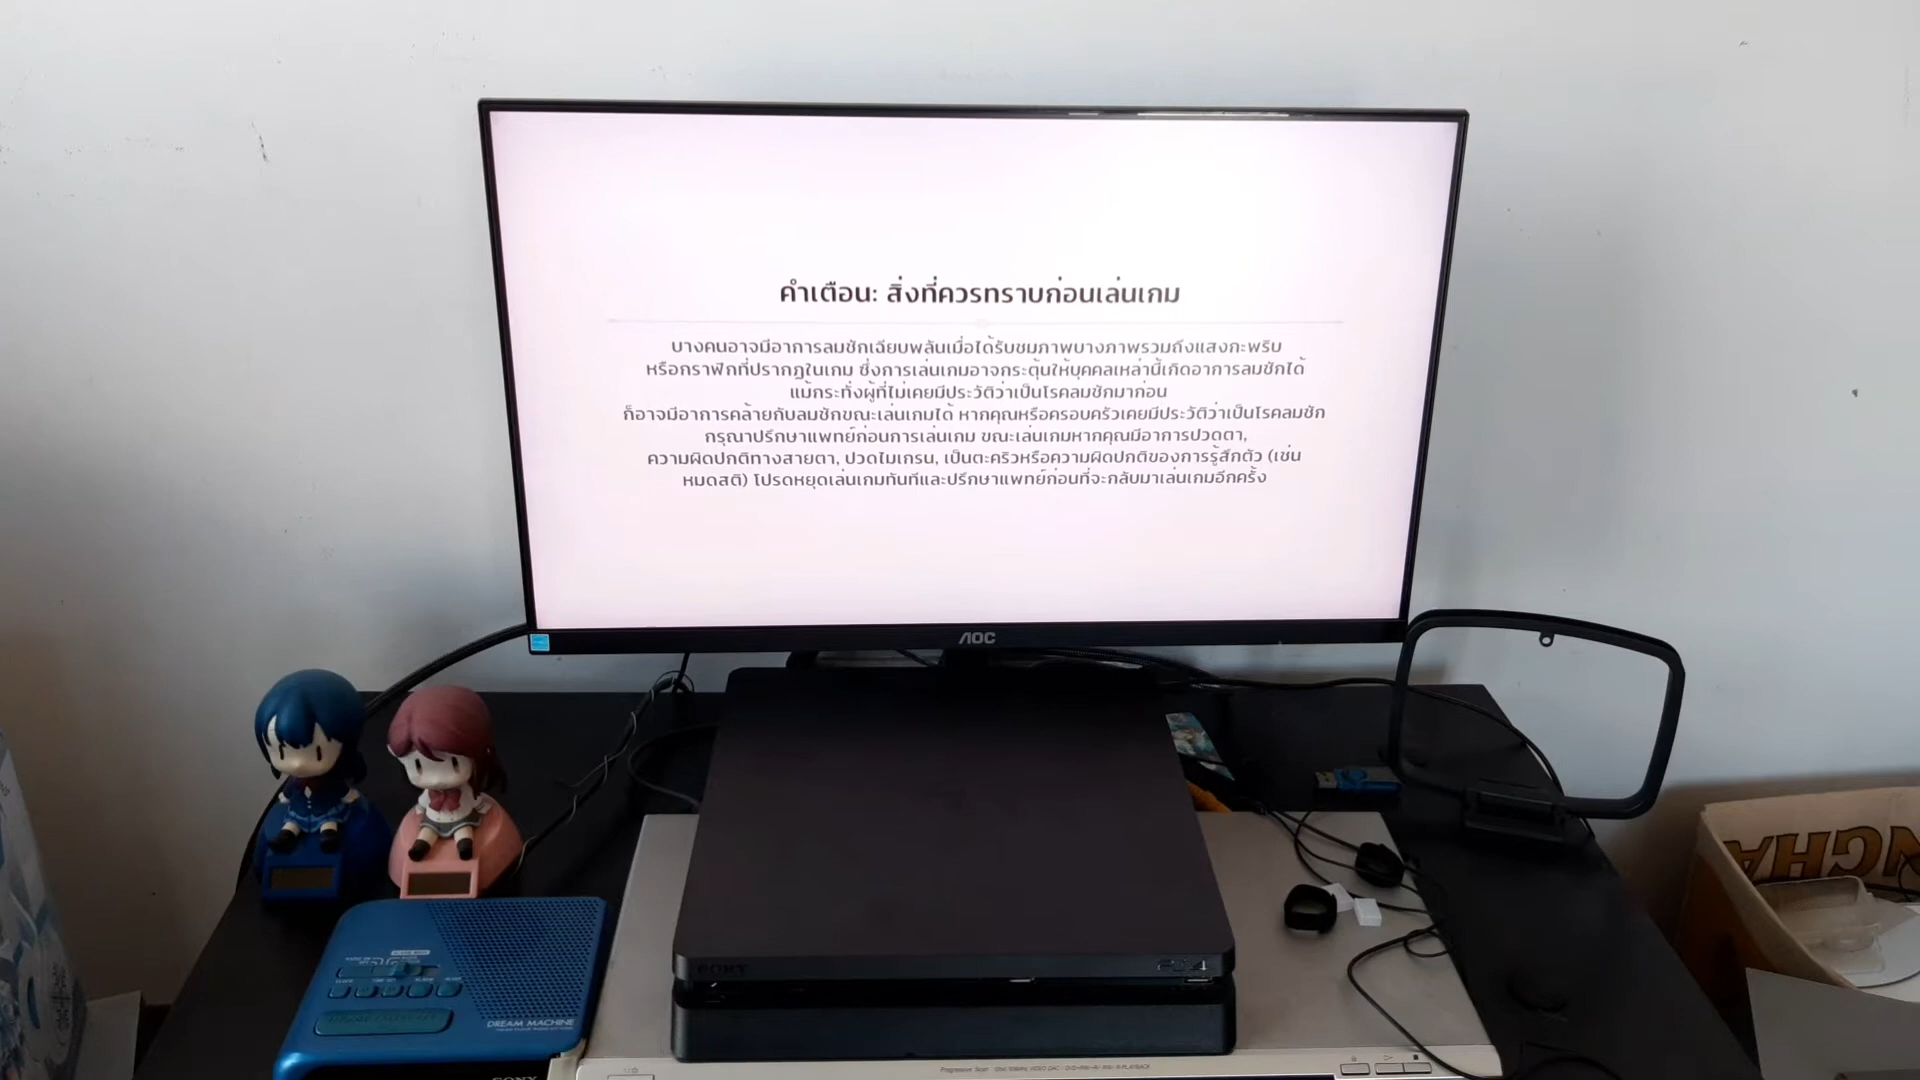 คำเตือน: สิ่งที่ควรทราบก่อนเล่นเกม
บางคนอาจมีอาการลมชักเฉียบพลันเมื่อได้รับชมภาพบางภาพรวมถึงแสงกะพริบ
หรือกราฟิกที่ปรากฏในเกม ซึ่งการเล่นเกมอาจกระตุ้นให้บุคคลเหล่านี้เกิดอาการลมชักได้
แม้กระทั่งผู้ที่ไม่เคยมีประวัติว่าเป็นโรคลมชักมาก่อน
ก็อาจมีอาการคล้ายกับลมชักขณะเล่นเกมได้ หากคุณหรือครอบครัวเคยมีประวัติว่าเป็นโรคลมชัก
กรุณาปรึกษาแพทย์ก่อนการเล่นเกม ขณะเล่นเกมหากคุณมีอาการปวดตา,
ความผิดปกติทางสายตา, ปวดไมเกรน, เป็นตะคริวหรือความผิดปกติของการรู้สึกตัว (เช่น
หมดสติ) โปรดหยุดเล่นเกมทันทีและปรึกษาแพทย์ก่อนที่จะกลับมาเล่นเกมอีกครั้ง
AOC
SONY
PS4
DREAM MACHINE
SONY
Progressive Scan